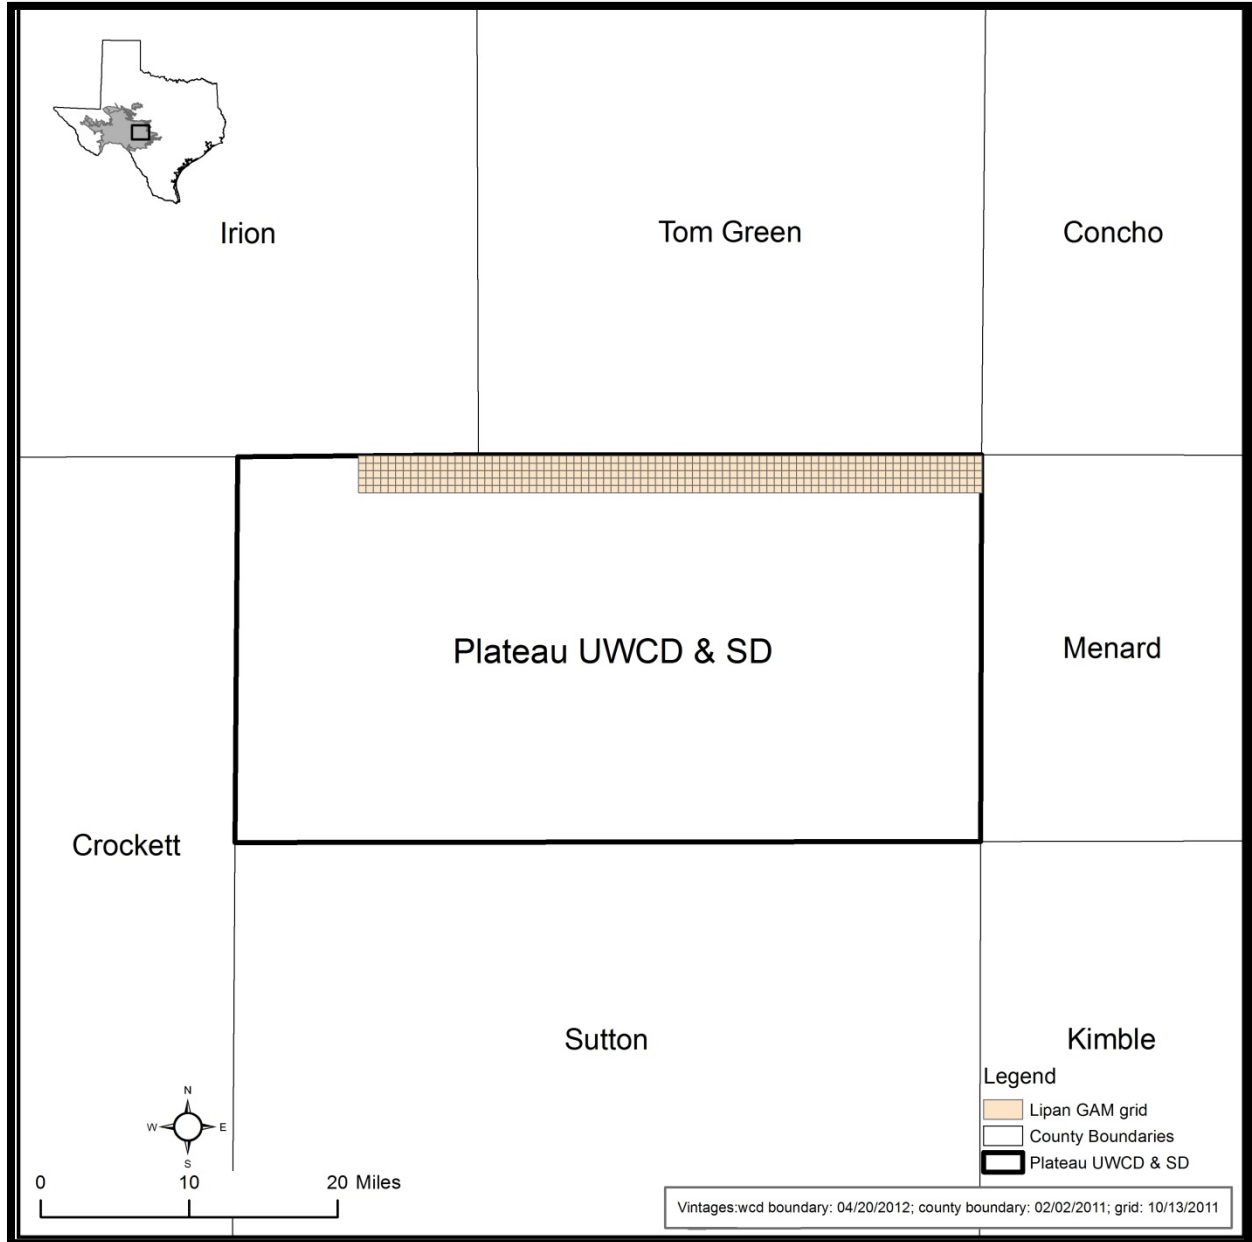 Irion
Tom Green
Concho
Plateau UWCD & SD
Menard
Crockett
Sutton
Kimble
Legend
Lipan GAM grid
County Boundaries
Plateau UWCD & SD
N
W E
S
0 10 20 Miles
Vintages:wcd boundary: 04/20/2012; county boundary: 02/02/2011; grid: 10/13/2011